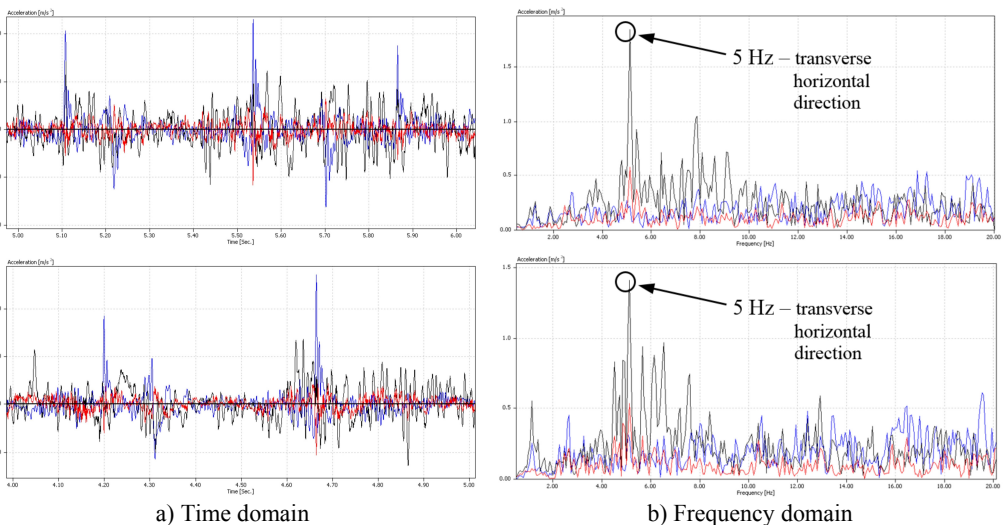 Acceleration [m/s²]
5.00 5.10 5.20 5.30 5.40 5.50 5.60 5.70 5.80 5.90 6.00
Time [Sec.]
Acceleration [m/s²]
1.5
1.0
0.5
0.00
2.00 4.00 6.00 8.00 10.00 12.00 14.00 16.00 18.00 20.00
Frequency [Hz]
5 Hz – transverse
horizontal
direction
Acceleration [m/s²]
4.00 4.10 4.20 4.30 4.40 4.50 4.60 4.70 4.80 4.90 5.00
Time [Sec.]
Acceleration [m/s²]
1.5
1.0
0.5
0.00
2.00 4.00 6.00 8.00 10.00 12.00 14.00 16.00 18.00 20.00
Frequency [Hz]
5 Hz – transverse
horizontal
direction
a) Time domain
b) Frequency domain